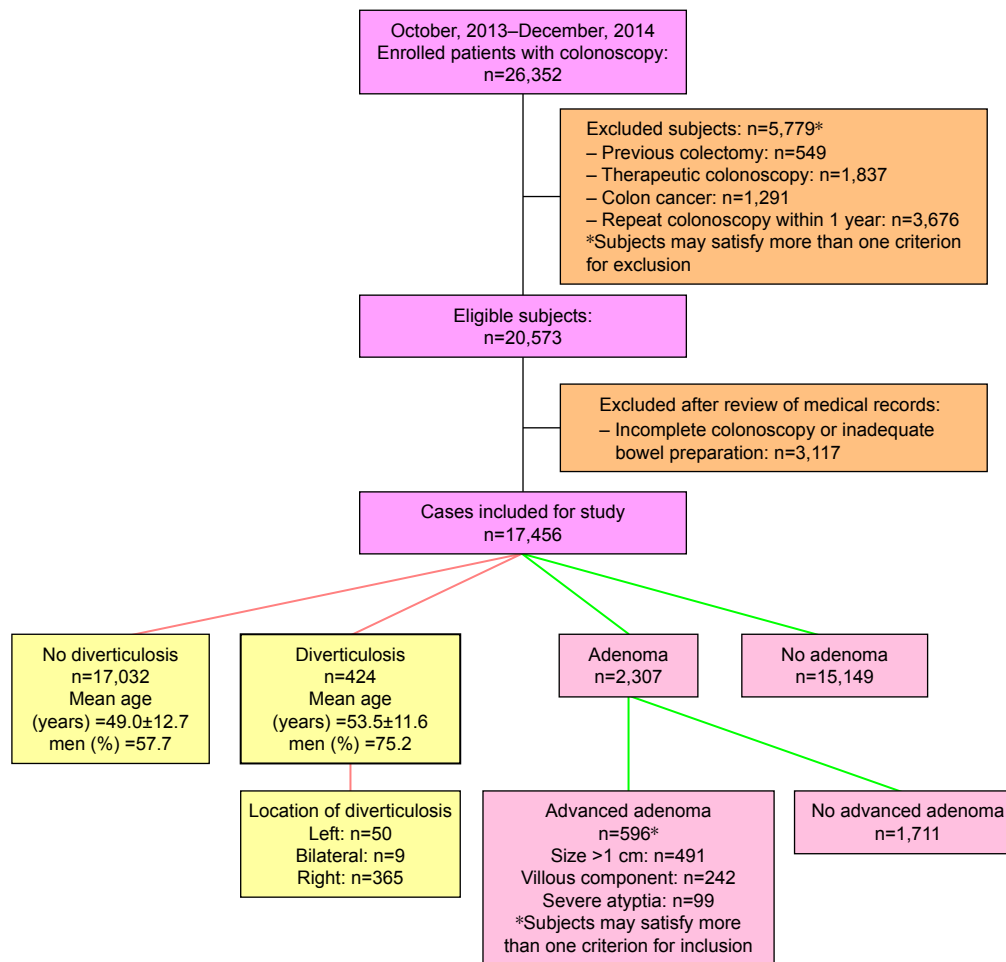 October, 2013–December, 2014
Enrolled patients with colonoscopy:
n=26,352
Excluded subjects: n=5,779*
– Previous colectomy: n=549
– Therapeutic colonoscopy: n=1,837
– Colon cancer: n=1,291
– Repeat colonoscopy within 1 year: n=3,676
*Subjects may satisfy more than one criterion
for exclusion
Eligible subjects:
n=20,573
Excluded after review of medical records:
– Incomplete colonoscopy or inadequate
bowel preparation: n=3,117
Cases included for study
n=17,456
No diverticulosis
n=17,032
Mean age
(years) =49.0±12.7
men (%) =57.7
Diverticulosis
n=424
Mean age
(years) =53.5±11.6
men (%) =75.2
Adenoma
n=2,307
No adenoma
n=15,149
Location of diverticulosis
Left: n=50
Bilateral: n=9
Right: n=365
Advanced adenoma
n=596*
Size >1 cm: n=491
Villous component: n=242
Severe atyptia: n=99
*Subjects may satisfy more
than one criterion for inclusion
No advanced adenoma
n=1,711